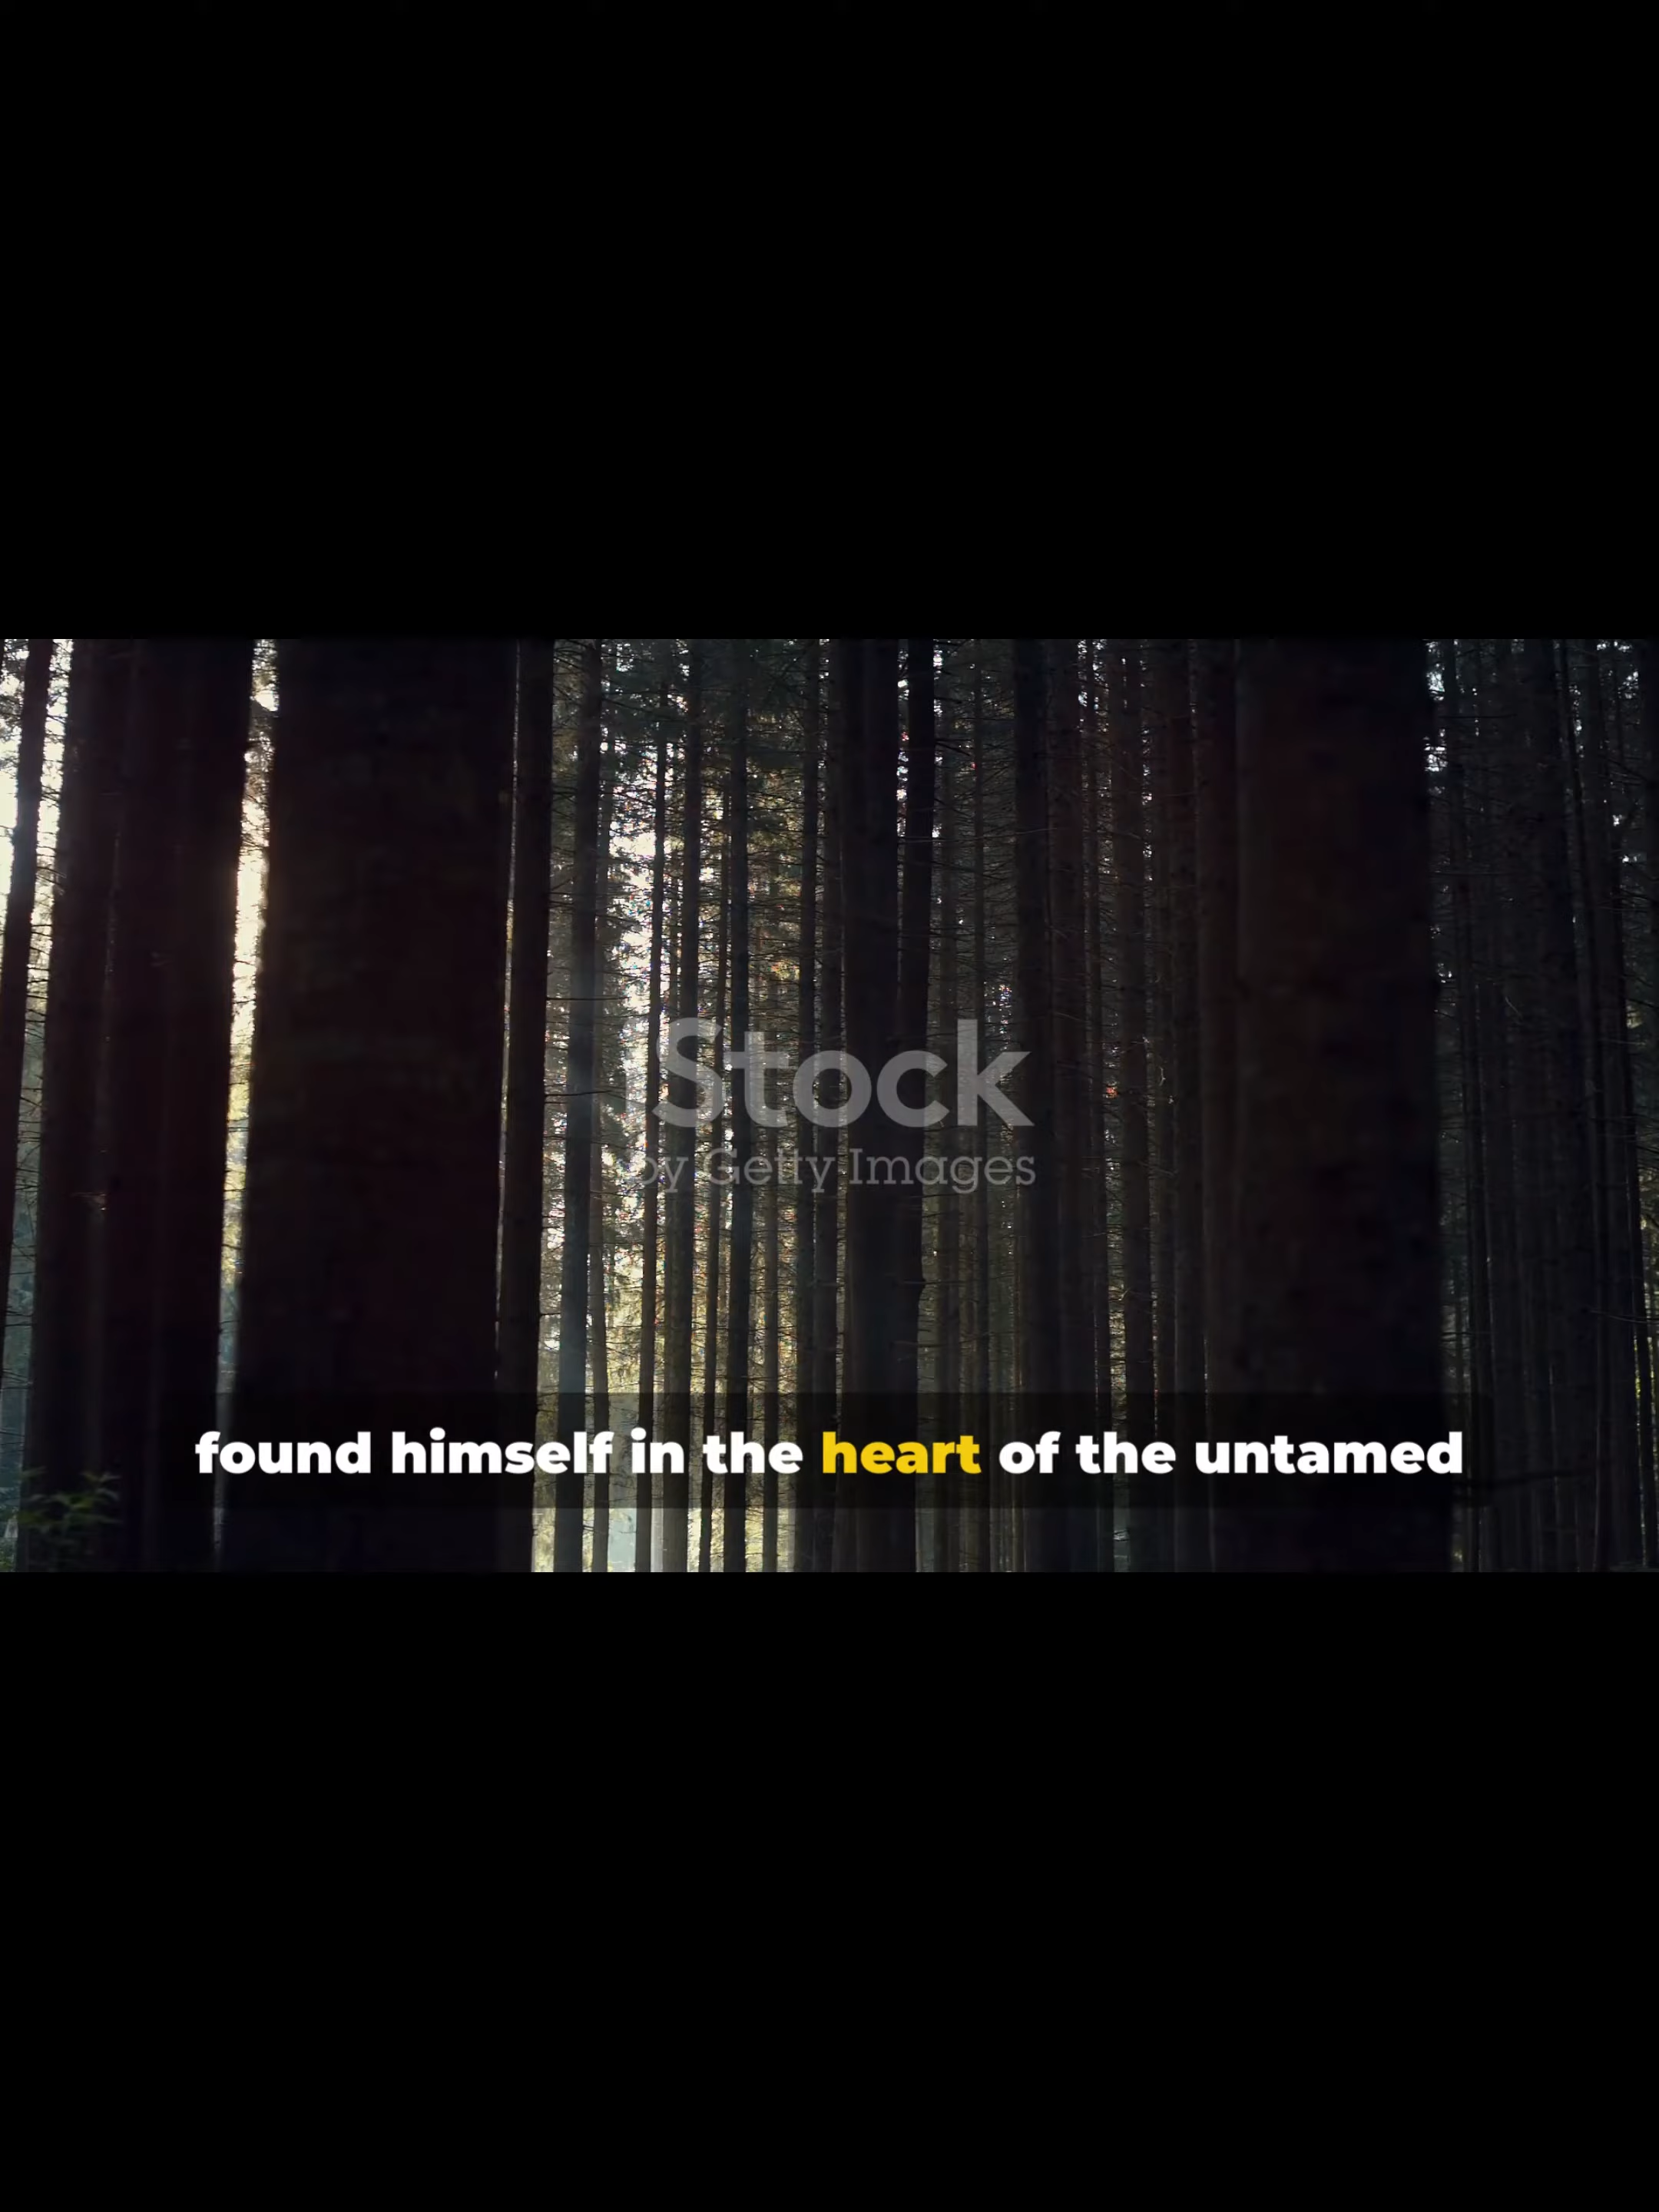 iStock
by Getty Images
found himself in the heart of the untamed